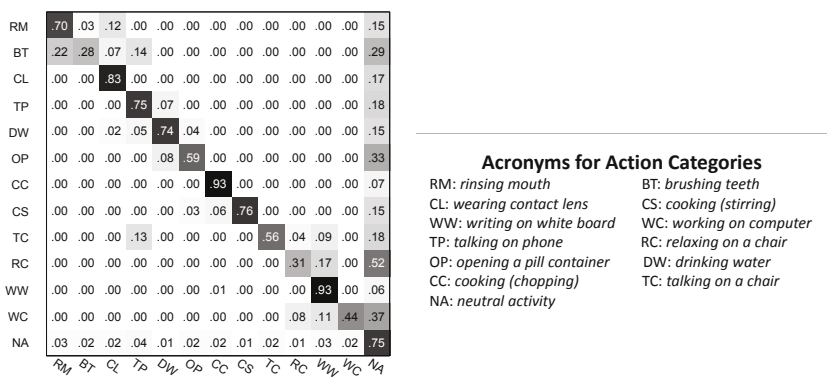 RM .70 .03 .12 .00 .00 .00 .00 .00 .00 .00 .00 .00 .15
BT .22 .28 .07 .14 .00 .00 .00 .00 .00 .00 .00 .00 .29
CL .00 .00 .83 .00 .00 .00 .00 .00 .00 .00 .00 .00 .17
TP .00 .00 .00 .75 .07 .00 .00 .00 .00 .00 .00 .00 .18
DW .00 .00 .02 .05 .74 .04 .00 .00 .00 .00 .00 .00 .15
OP .00 .00 .00 .00 .08 .59 .00 .00 .00 .00 .00 .00 .33
CC .00 .00 .00 .00 .00 .00 .93 .00 .00 .00 .00 .00 .07
CS .00 .00 .00 .00 .00 .03 .06 .76 .00 .00 .00 .00 .15
TC .00 .00 .00 .13 .00 .00 .00 .00 .56 .04 .09 .00 .18
RC .00 .00 .00 .00 .00 .00 .00 .00 .00 .31 .17 .00 .52
WW .00 .00 .00 .00 .00 .00 .01 .00 .00 .00 .93 .00 .06
WC .00 .00 .00 .00 .00 .00 .00 .00 .00 .08 .11 .44 .37
NA .03 .02 .02 .04 .01 .02 .02 .01 .02 .01 .03 .02 .75
RM BT CL TP DW OP CC CS TC RC WW WC NA
Acronyms for Action Categories
RM: rinsing mouth BT: brushing teeth
CL: wearing contact lens CS: cooking (stirring)
WW: writing on white board WC: working on computer
TP: talking on phone RC: relaxing on a chair
OP: opening a pill container DW: drinking water
CC: cooking (chopping) TC: talking on a chair
NA: neutral activity